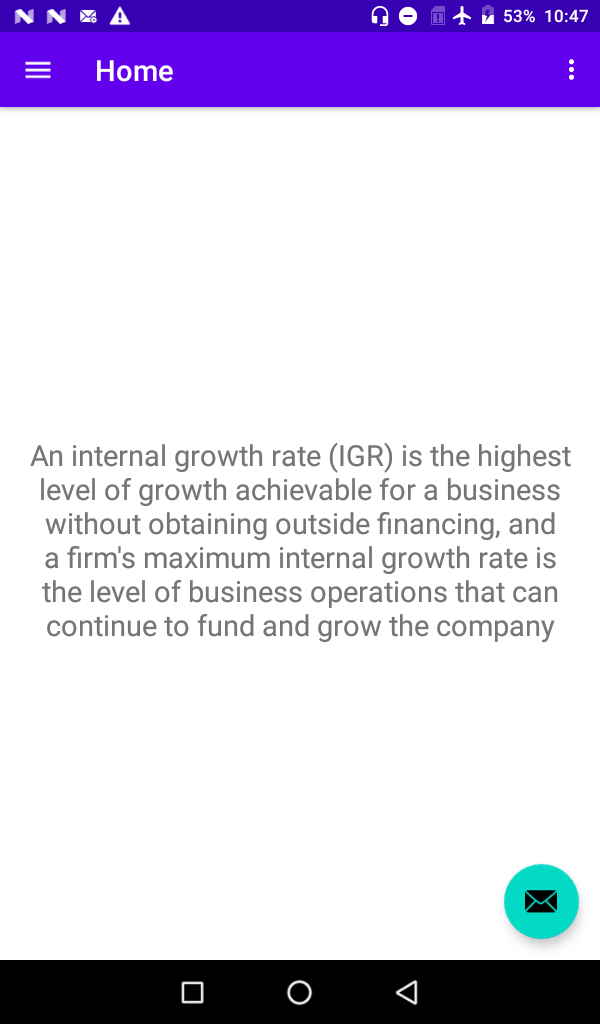 53% 10:47
Home
An internal growth rate (IGR) is the highest
level of growth achievable for a business
without obtaining outside financing, and
a firm's maximum internal growth rate is
the level of business operations that can
continue to fund and grow the company